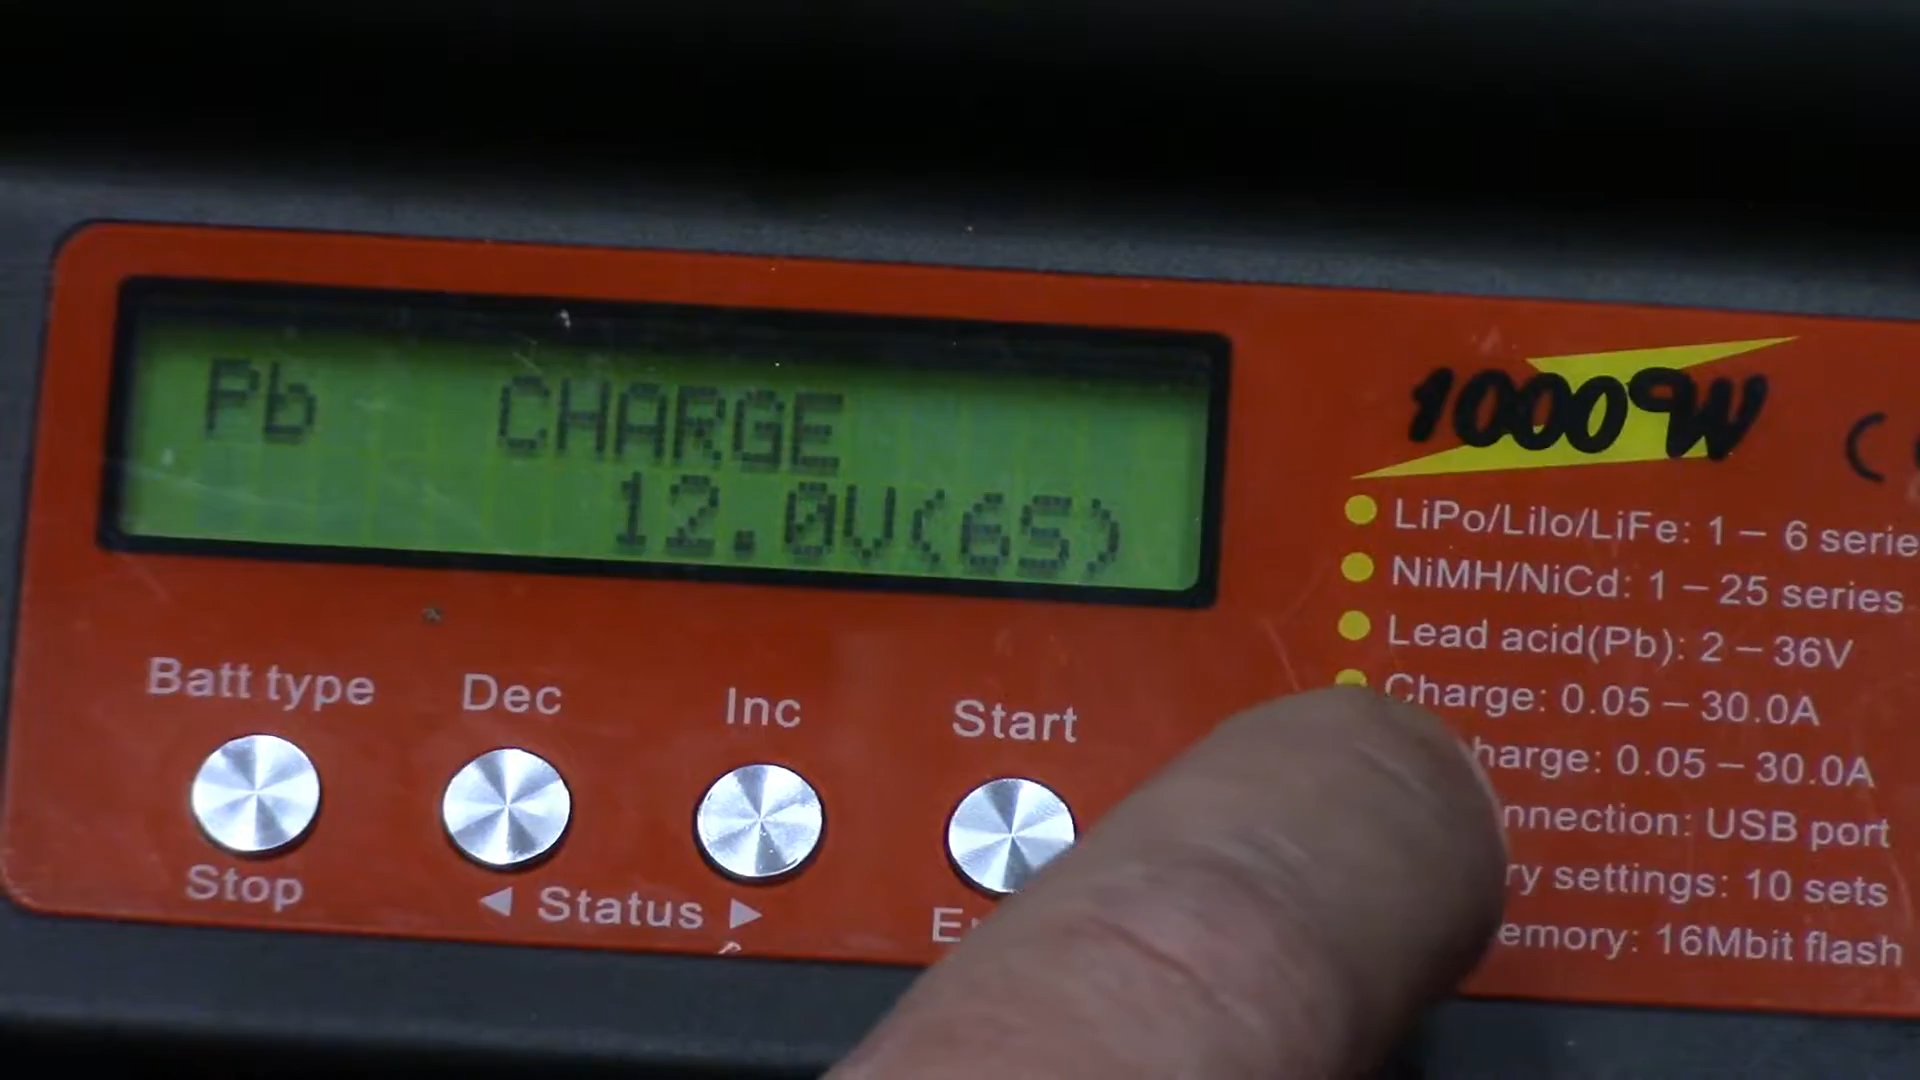 Pb CHARGE
12.0V(6S)
Batt type
Dec
Inc
Start
Stop
◀ Status ▶
1000W
LiPo/LiIo/LiFe: 1 – 6 serie
NiMH/NiCd: 1 – 25 series
Lead acid(Pb): 2 – 36V
Charge: 0.05 – 30.0A
harge: 0.05 – 30.0A
nnection: USB port
ry settings: 10 sets
emory: 16Mbit flash